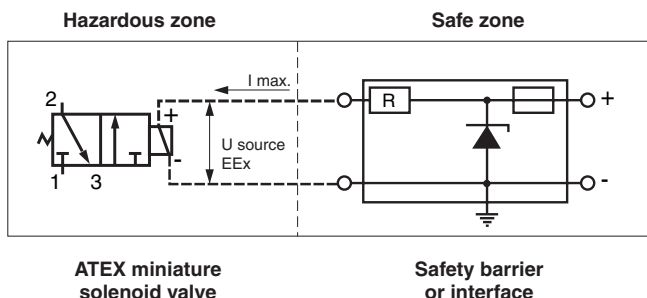 Hazardous zone
Safe zone
I max.
R
+
2
+
U source
EEx
-
1 3
-
ATEX miniature
solenoid valve
Safety barrier
or interface